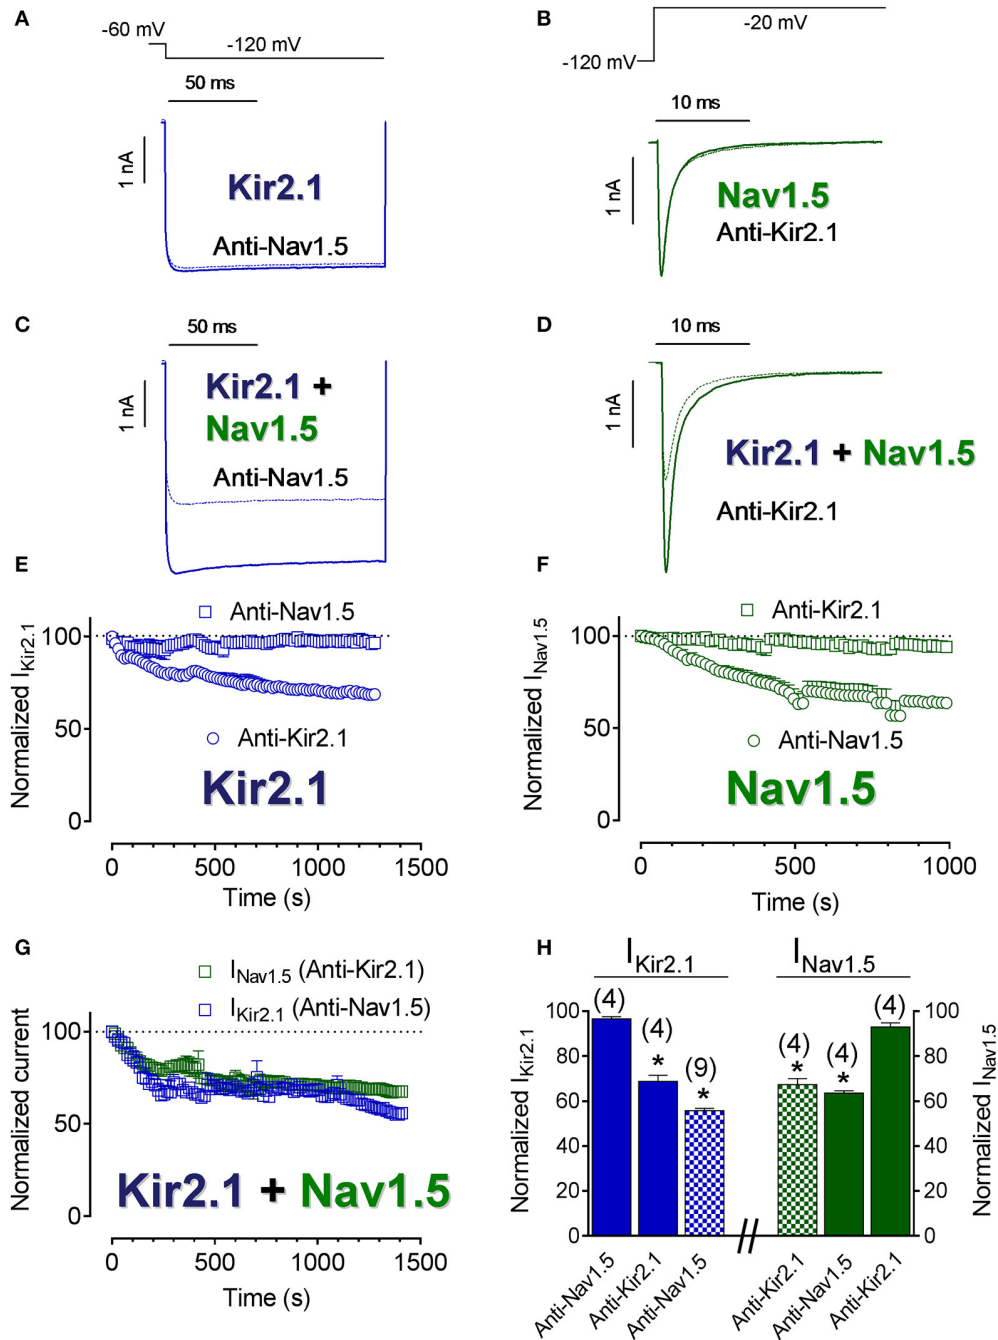 A
-60 mV
-120 mV
50 ms
1 nA
Kir2.1
Anti-Nav1.5
B
-20 mV
-120 mV
10 ms
1 nA
Nav1.5
Anti-Kir2.1
C
50 ms
1 nA
Kir2.1 +
Nav1.5
Anti-Nav1.5
D
10 ms
1 nA
Kir2.1 + Nav1.5
Anti-Kir2.1
E
Anti-Nav1.5
Normalized IKir2.1
100
50
0
Anti-Kir2.1
Kir2.1
0 500 1000 1500
Time (s)
F
Anti-Kir2.1
Normalized INav1.5
100
50
0
Anti-Nav1.5
Nav1.5
0 500 1000
Time (s)
G
INav1.5 (Anti-Kir2.1)
IKir2.1 (Anti-Nav1.5)
Normalized current
100
50
0
Kir2.1 + Nav1.5
0 500 1000 1500
Time (s)
H
IKir2.1
INav1.5
Normalized IKir2.1
100
80
60
40
20
0
(4)
(4)
*
(9)
*
(4)
*
(4)
*
(4)
100
80
60
40
20
0
Normalized INav1.5
Anti-Nav1.5
Anti-Kir2.1
Anti-Nav1.5
//
Anti-Kir2.1
Anti-Nav1.5
Anti-Kir2.1